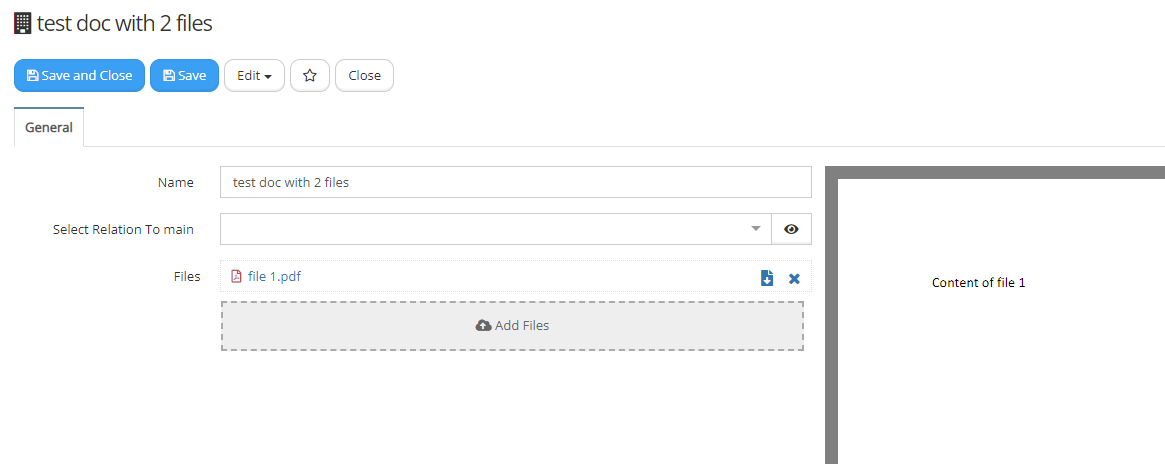 test doc with 2 files
Save and Close Save Edit Close
General
Name test doc with 2 files
Select Relation To main
Files file 1.pdf
Content of file 1
Add Files